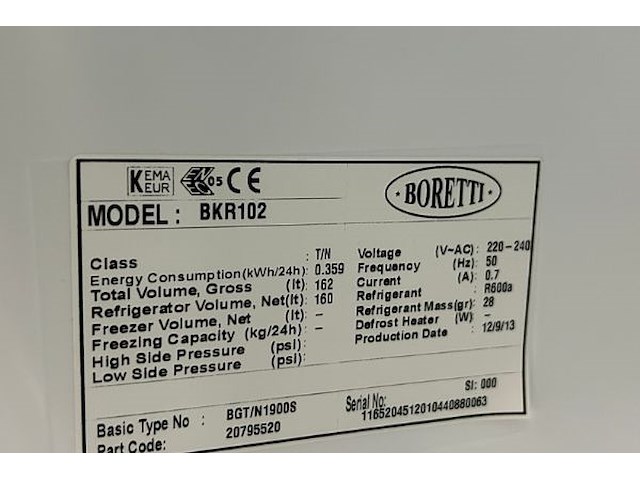 KEMA EUR 05 CE
BORETTI
MODEL : BKR102
Class : T/N
Energy Consumption(kWh/24h): 0.359
Total Volume, Gross (lt): 162
Refrigerator Volume, Net(lt): 160
Freezer Volume, Net (lt): –
Freezing Capacity (kg/24h): –
High Side Pressure (psi):
Low Side Pressure (psi):
Voltage (V~AC): 220-240
Frequency (Hz): 50
Current (A): 0.7
Refrigerant : R600a
Refrigerant Mass(gr): 28
Defrost Heater (W) –
Production Date : 12/9/13
SI: 000
Basic Type No : BGT/N1900S
Part Code: 20795520
Serial No:
1165204512010440880063